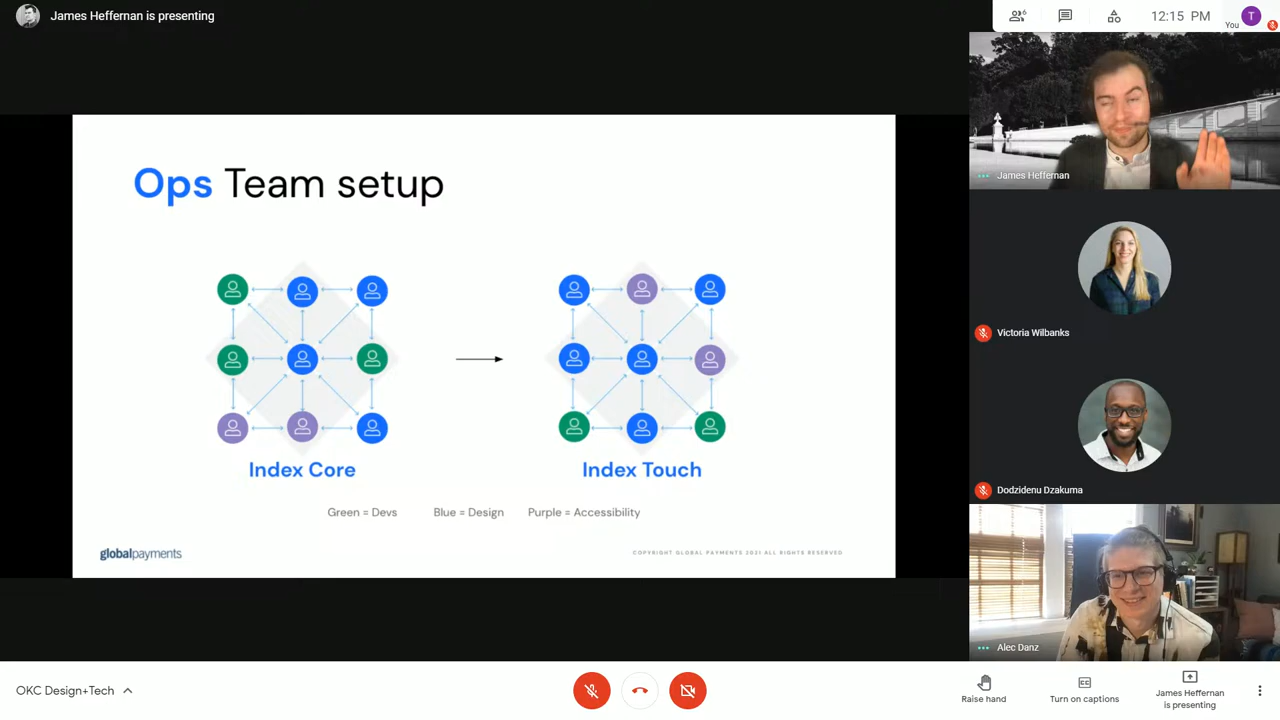 James Heffernan is presenting
6
12:15 PM
You
T
Ops Team setup
Index Core
Index Touch
Green = Devs
Blue = Design
Purple = Accessibility
globalpayments
COPYRIGHT GLOBAL PAYMENTS 2021 ALL RIGHTS RESERVED
James Heffernan
Victoria Wilbanks
Dodzidenu Dzakuma
Alec Danz
OKC Design+Tech
Raise hand
CC
Turn on captions
James Heffernan
is presenting